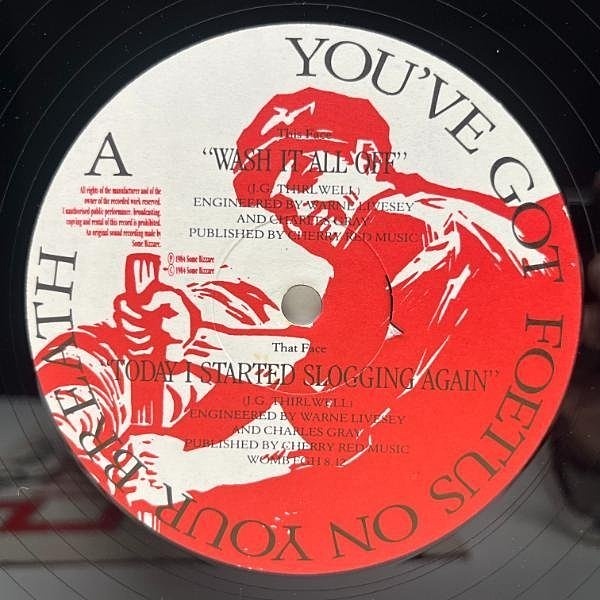 YOU'VE GOT FOETUS ON YOUR BREATH
A
This Face
"WASH IT ALL OFF"
(J.G. THIRLWELL)
ENGINEERED BY WARNE LIVESEY
AND CHARLES GRAY
PUBLISHED BY CHERRY RED MUSIC
All rights of the manufacturer and of the
owner of the recorded work reserved.
Unauthorised public performance, broadcasting,
copying and rental of this record is prohibited.
An original sound recording made by
Some Bizzare.
℗ 1984 Some Bizzare
© 1984 Some Bizzare
That Face
"TODAY I STARTED SLOGGING AGAIN"
(J.G. THIRLWELL)
ENGINEERED BY WARNE LIVESEY
AND CHARLES GRAY
PUBLISHED BY CHERRY RED MUSIC
WOMB FGH 8.12